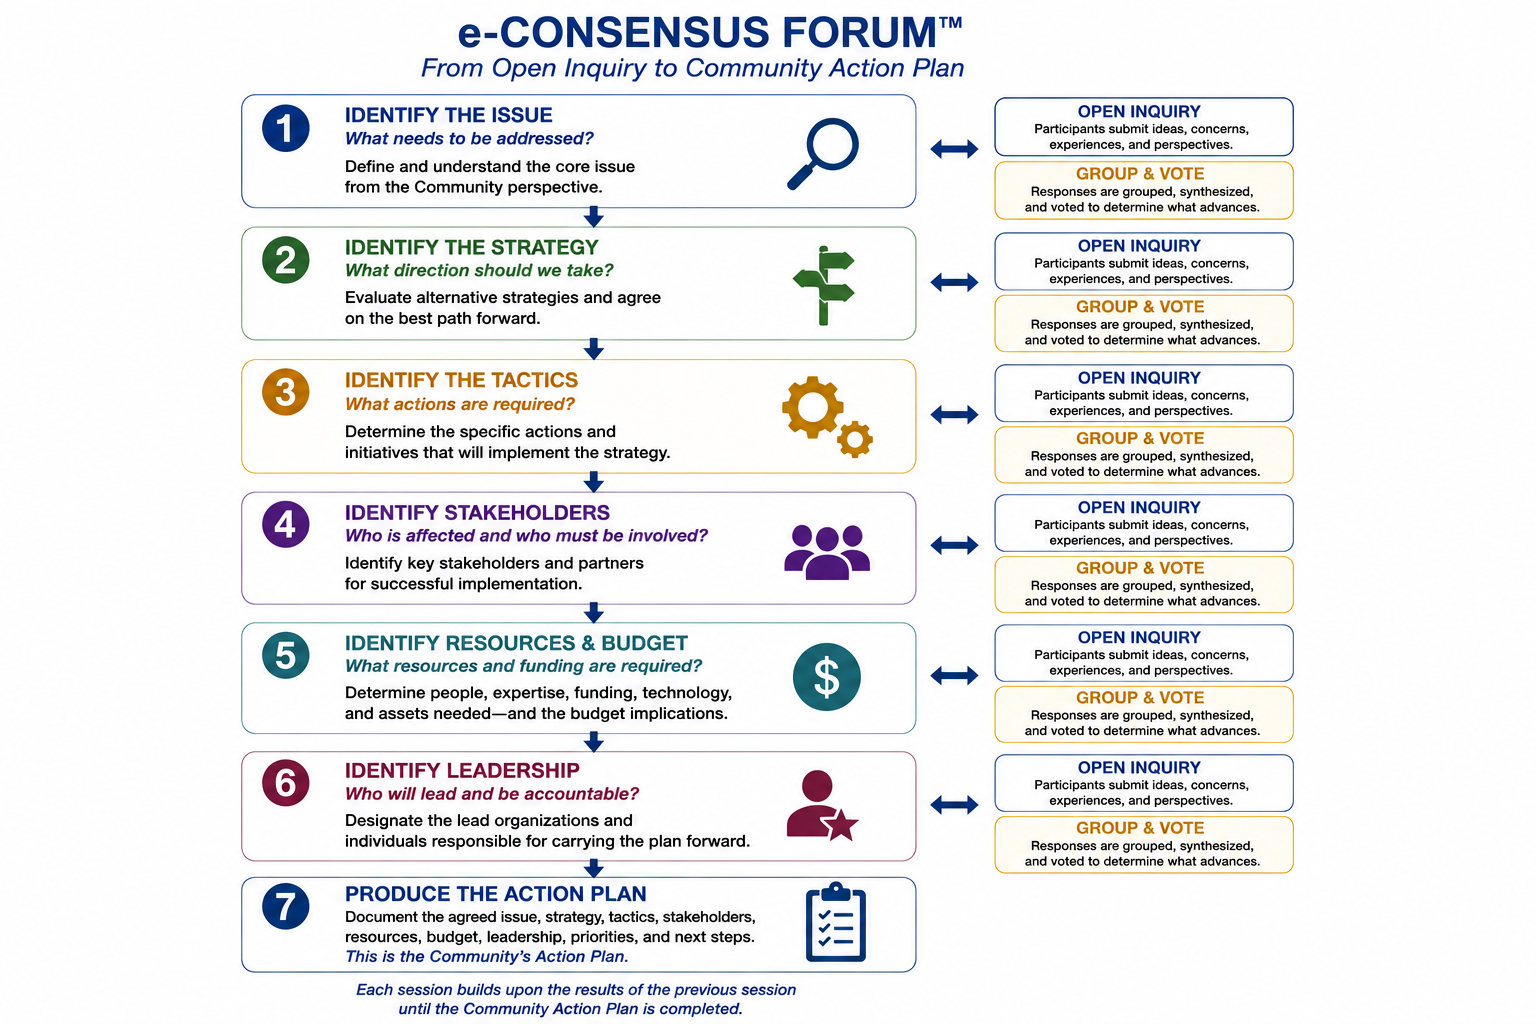 e-CONSENSUS FORUM™
From Open Inquiry to Community Action Plan
1
IDENTIFY THE ISSUE
What needs to be addressed?
Define and understand the core issue
from the Community perspective.
OPEN INQUIRY
Participants submit ideas, concerns,
experiences, and perspectives.
GROUP & VOTE
Responses are grouped, synthesized,
and voted to determine what advances.
2
IDENTIFY THE STRATEGY
What direction should we take?
Evaluate alternative strategies and agree
on the best path forward.
OPEN INQUIRY
Participants submit ideas, concerns,
experiences, and perspectives.
GROUP & VOTE
Responses are grouped, synthesized,
and voted to determine what advances.
3
IDENTIFY THE TACTICS
What actions are required?
Determine the specific actions and
initiatives that will implement the strategy.
OPEN INQUIRY
Participants submit ideas, concerns,
experiences, and perspectives.
GROUP & VOTE
Responses are grouped, synthesized,
and voted to determine what advances.
4
IDENTIFY STAKEHOLDERS
Who is affected and who must be involved?
Identify key stakeholders and partners
for successful implementation.
OPEN INQUIRY
Participants submit ideas, concerns,
experiences, and perspectives.
GROUP & VOTE
Responses are grouped, synthesized,
and voted to determine what advances.
5
IDENTIFY RESOURCES & BUDGET
What resources and funding are required?
Determine people, expertise, funding, technology,
and assets needed—and the budget implications.
$
OPEN INQUIRY
Participants submit ideas, concerns,
experiences, and perspectives.
GROUP & VOTE
Responses are grouped, synthesized,
and voted to determine what advances.
6
IDENTIFY LEADERSHIP
Who will lead and be accountable?
Designate the lead organizations and
individuals responsible for carrying the plan forward.
OPEN INQUIRY
Participants submit ideas, concerns,
experiences, and perspectives.
GROUP & VOTE
Responses are grouped, synthesized,
and voted to determine what advances.
7
PRODUCE THE ACTION PLAN
Document the agreed issue, strategy, tactics, stakeholders,
resources, budget, leadership, priorities, and next steps.
This is the Community's Action Plan.
Each session builds upon the results of the previous session
until the Community Action Plan is completed.